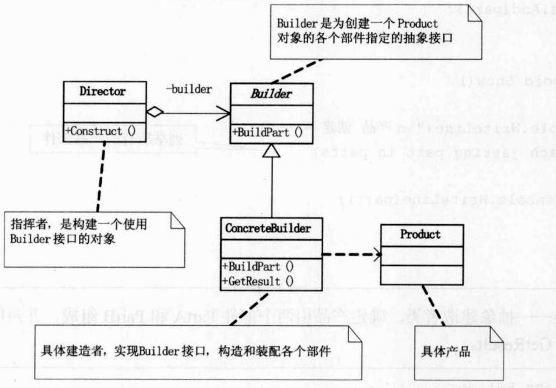 Builder是为创建一个Product
对象的各个部件指定的抽象接口
Director
-builder
Builder
+Construct()
+BuildPart()
指挥者，是构建一个使用
Builder接口的对象
ConcreteBuilder
Product
+BuildPart()
+GetResult()
具体建造者，实现Builder接口，构造和装配各个部件
具体产品